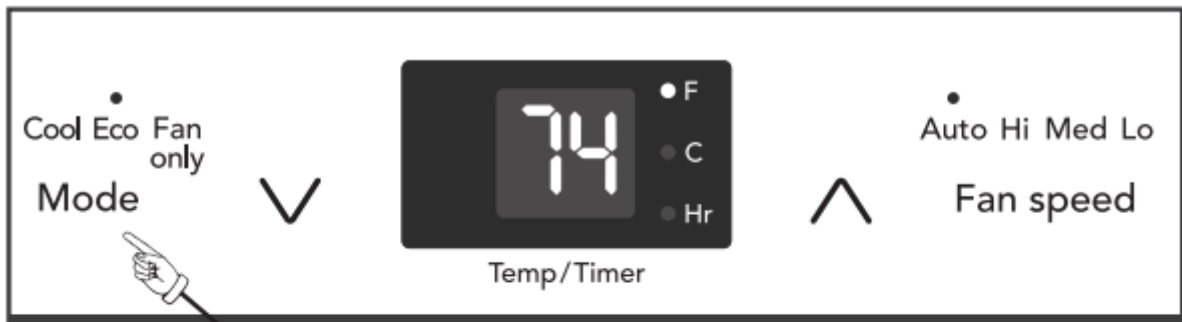 Cool Eco Fan only
Mode
74
F
C
Hr
Temp/Timer
Auto Hi Med Lo
Fan speed